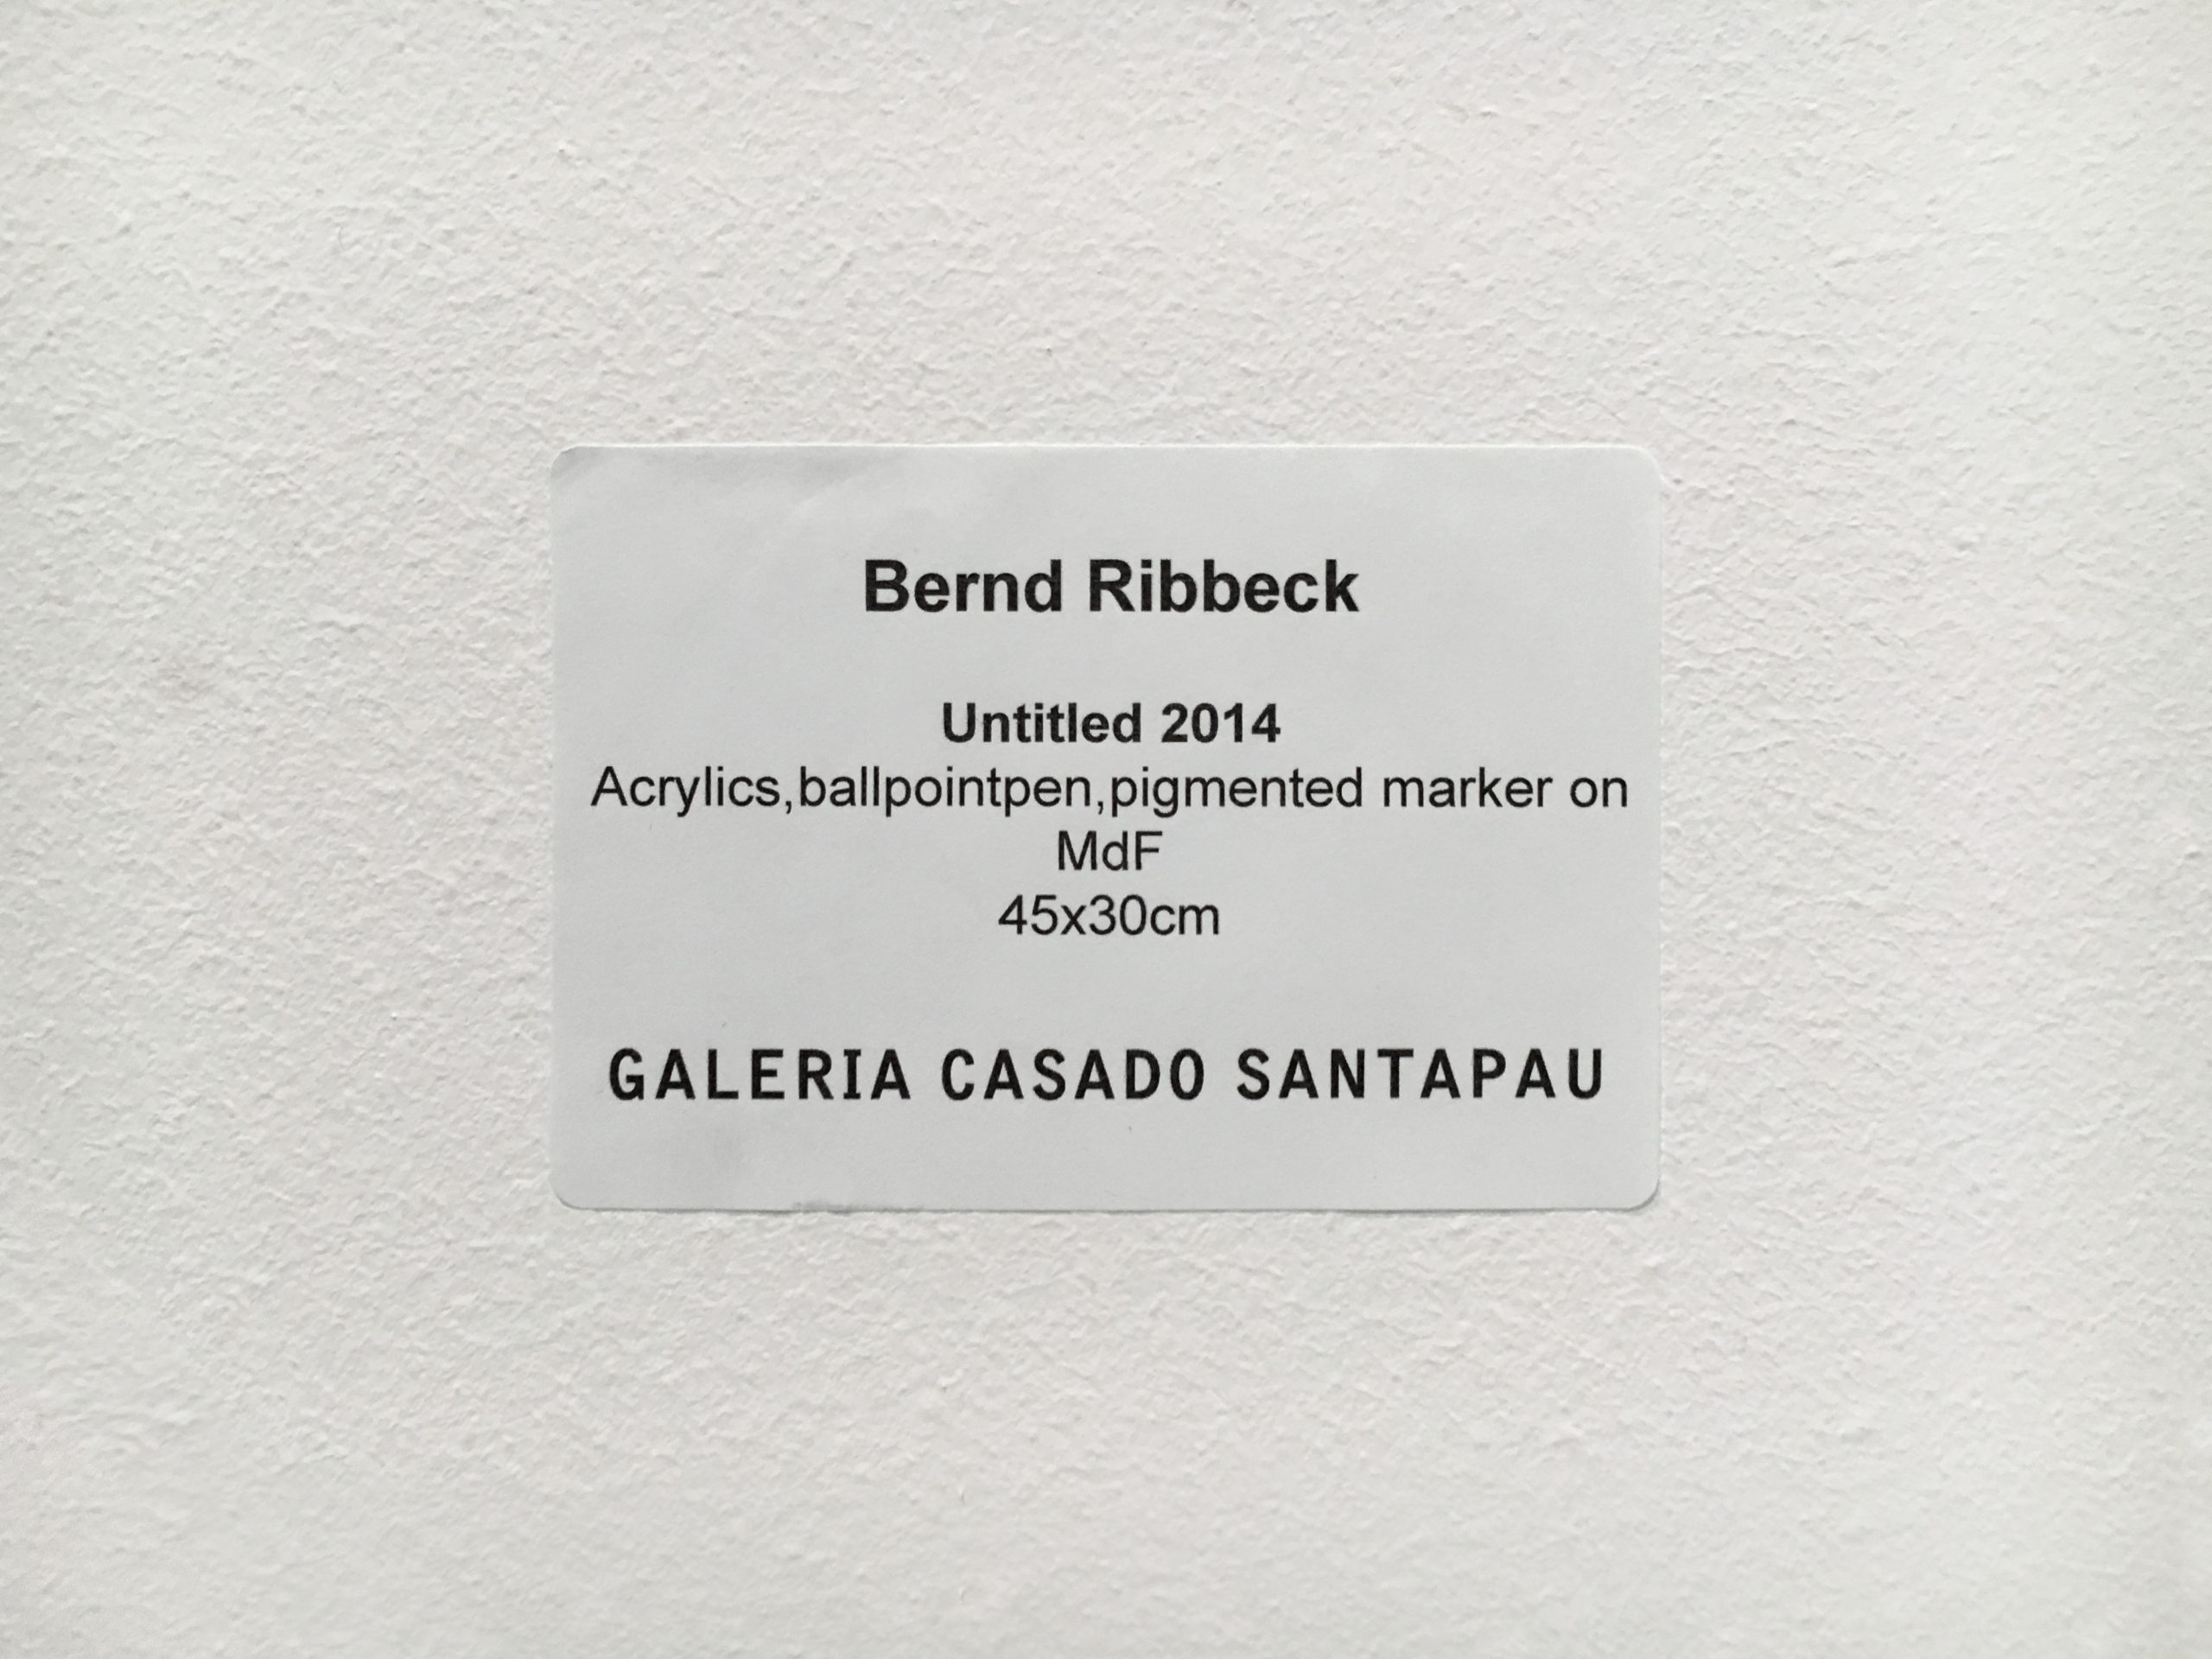 Bernd Ribbeck
Untitled 2014
Acrylics,ballpointpen,pigmented marker on
MdF
45x30cm
GALERIA CASADO SANTAPAU